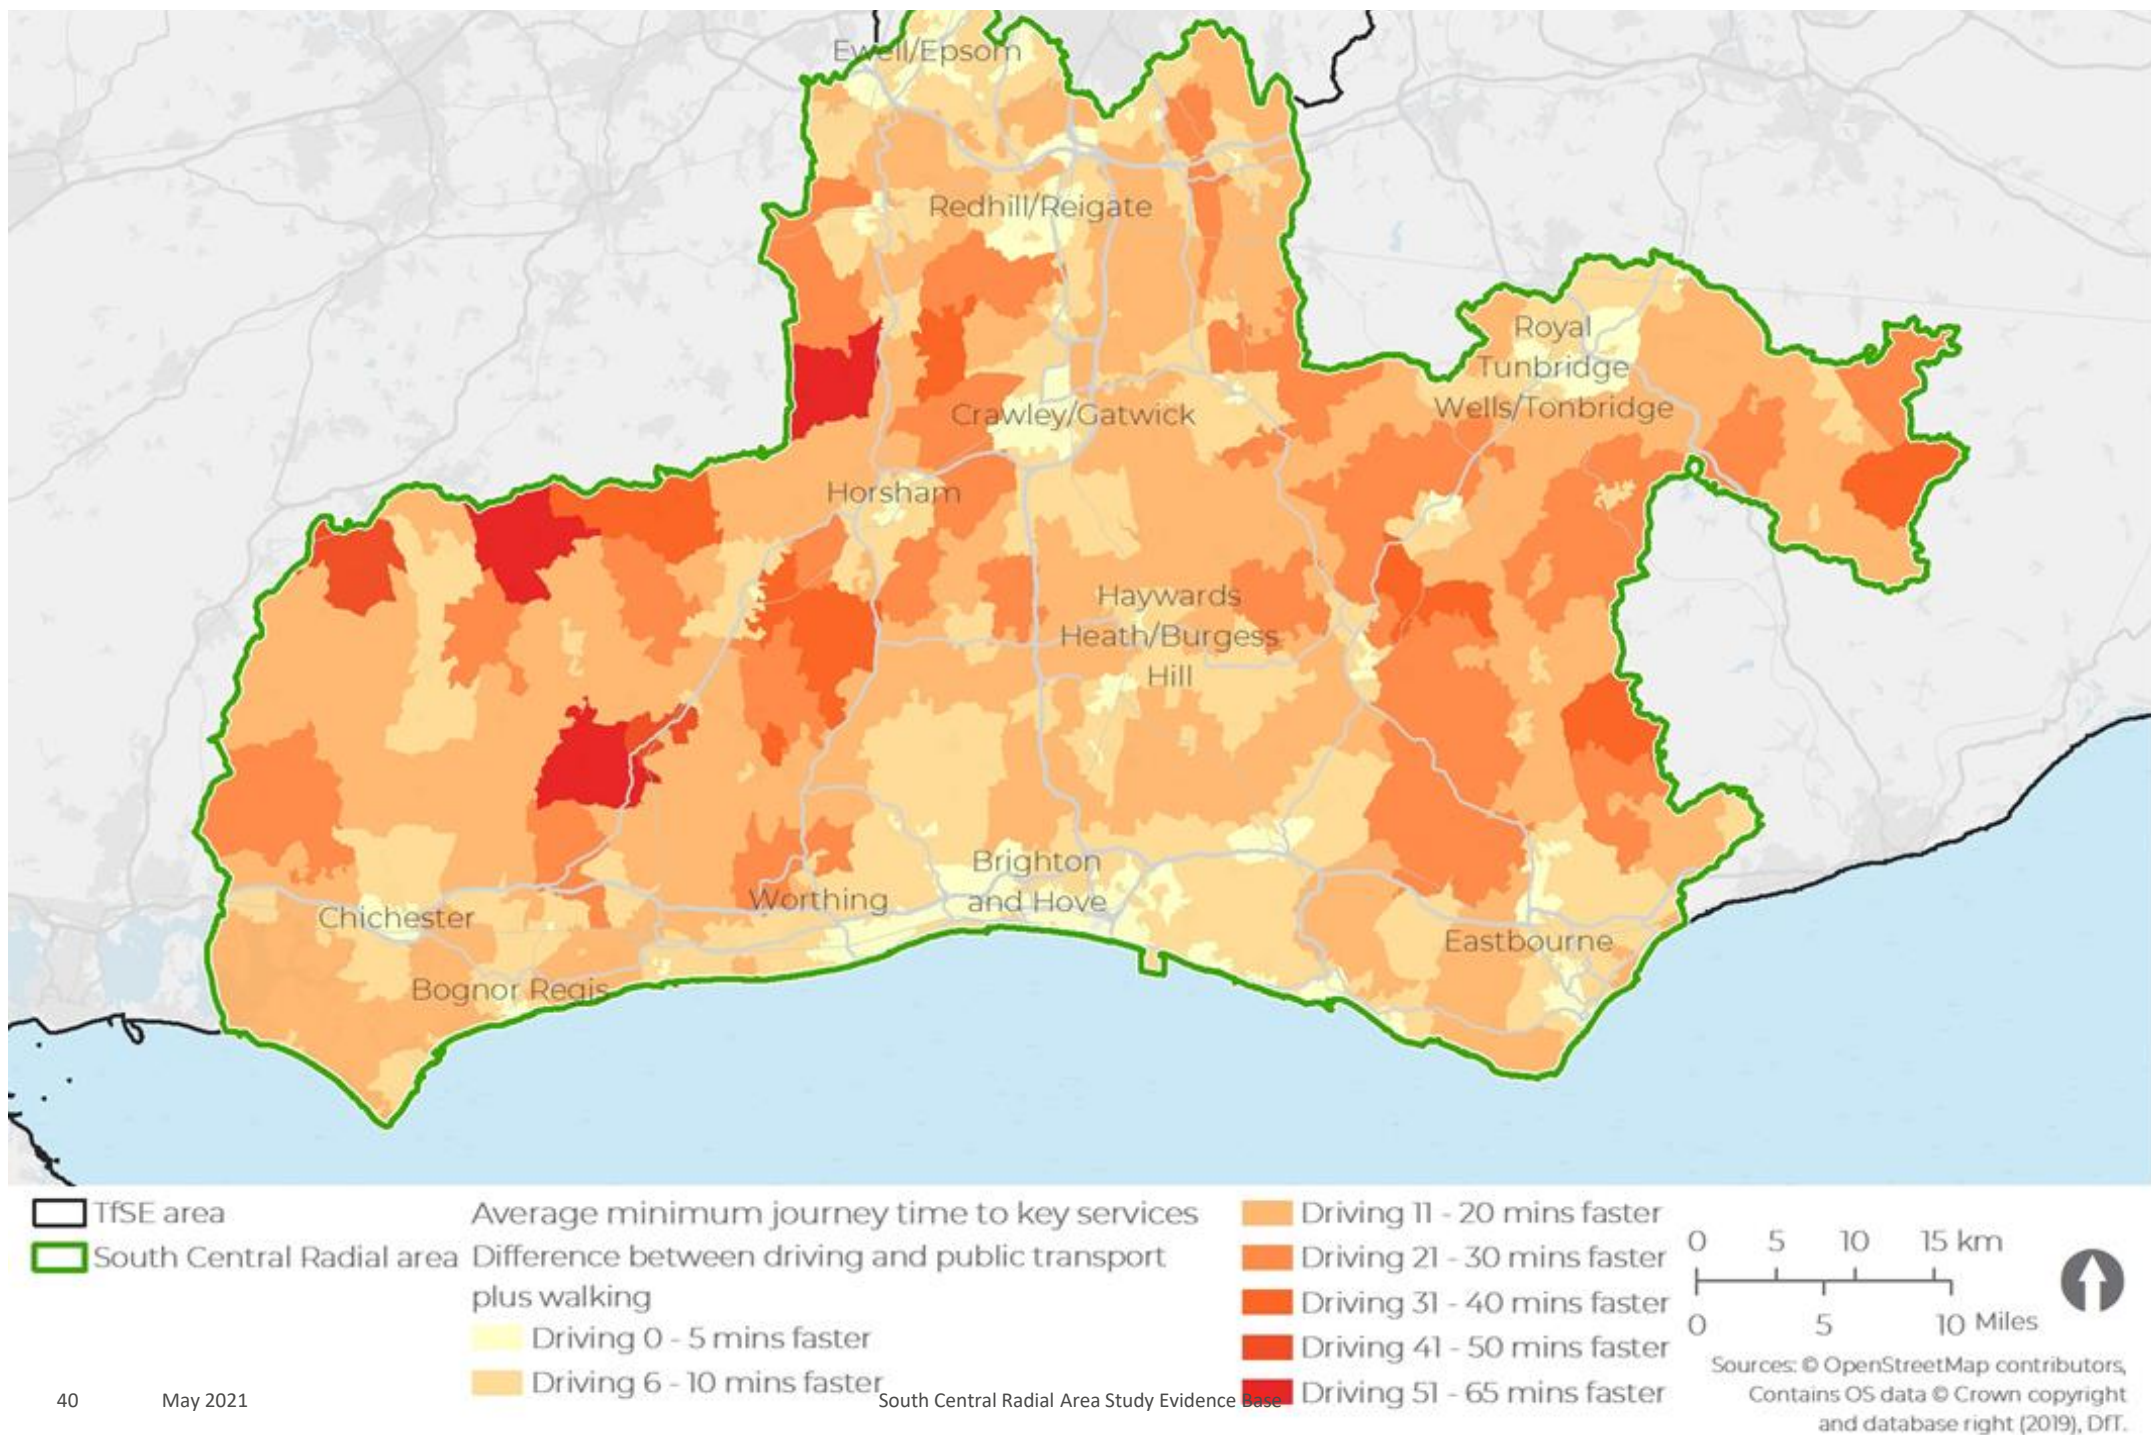 Ewell/Epsom
Redhill/Reigate
Royal
Tunbridge
Wells/Tonbridge
Crawley/Gatwick
Horsham
Haywards
Heath/Burgess
Hill
Brighton
and Hove
Worthing
Chichester
Eastbourne
Bognor Regis
TfSE area
South Central Radial area
Average minimum journey time to key services
Difference between driving and public transport
plus walking
Driving 0 - 5 mins faster
Driving 6 - 10 mins faster
Driving 11 - 20 mins faster
Driving 21 - 30 mins faster
Driving 31 - 40 mins faster
Driving 41 - 50 mins faster
Driving 51 - 65 mins faster
0 5 10 15 km
0 5 10 Miles
Sources: © OpenStreetMap contributors,
Contains OS data © Crown copyright
and database right (2019), DfT.
40 May 2021 South Central Radial Area Study Evidence Base